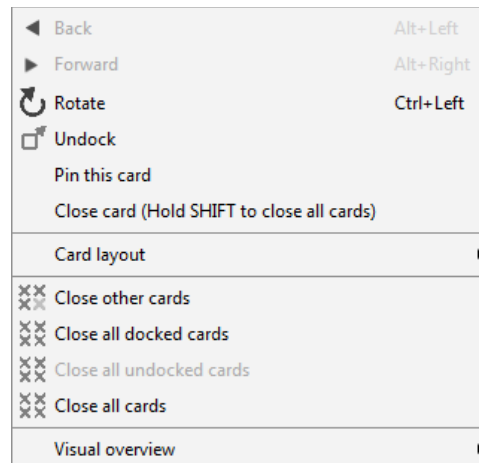 Back Alt+Left
Forward Alt+Right
Rotate Ctrl+Left
Undock
Pin this card
Close card (Hold SHIFT to close all cards)
Card layout
Close other cards
Close all docked cards
Close all undocked cards
Close all cards
Visual overview